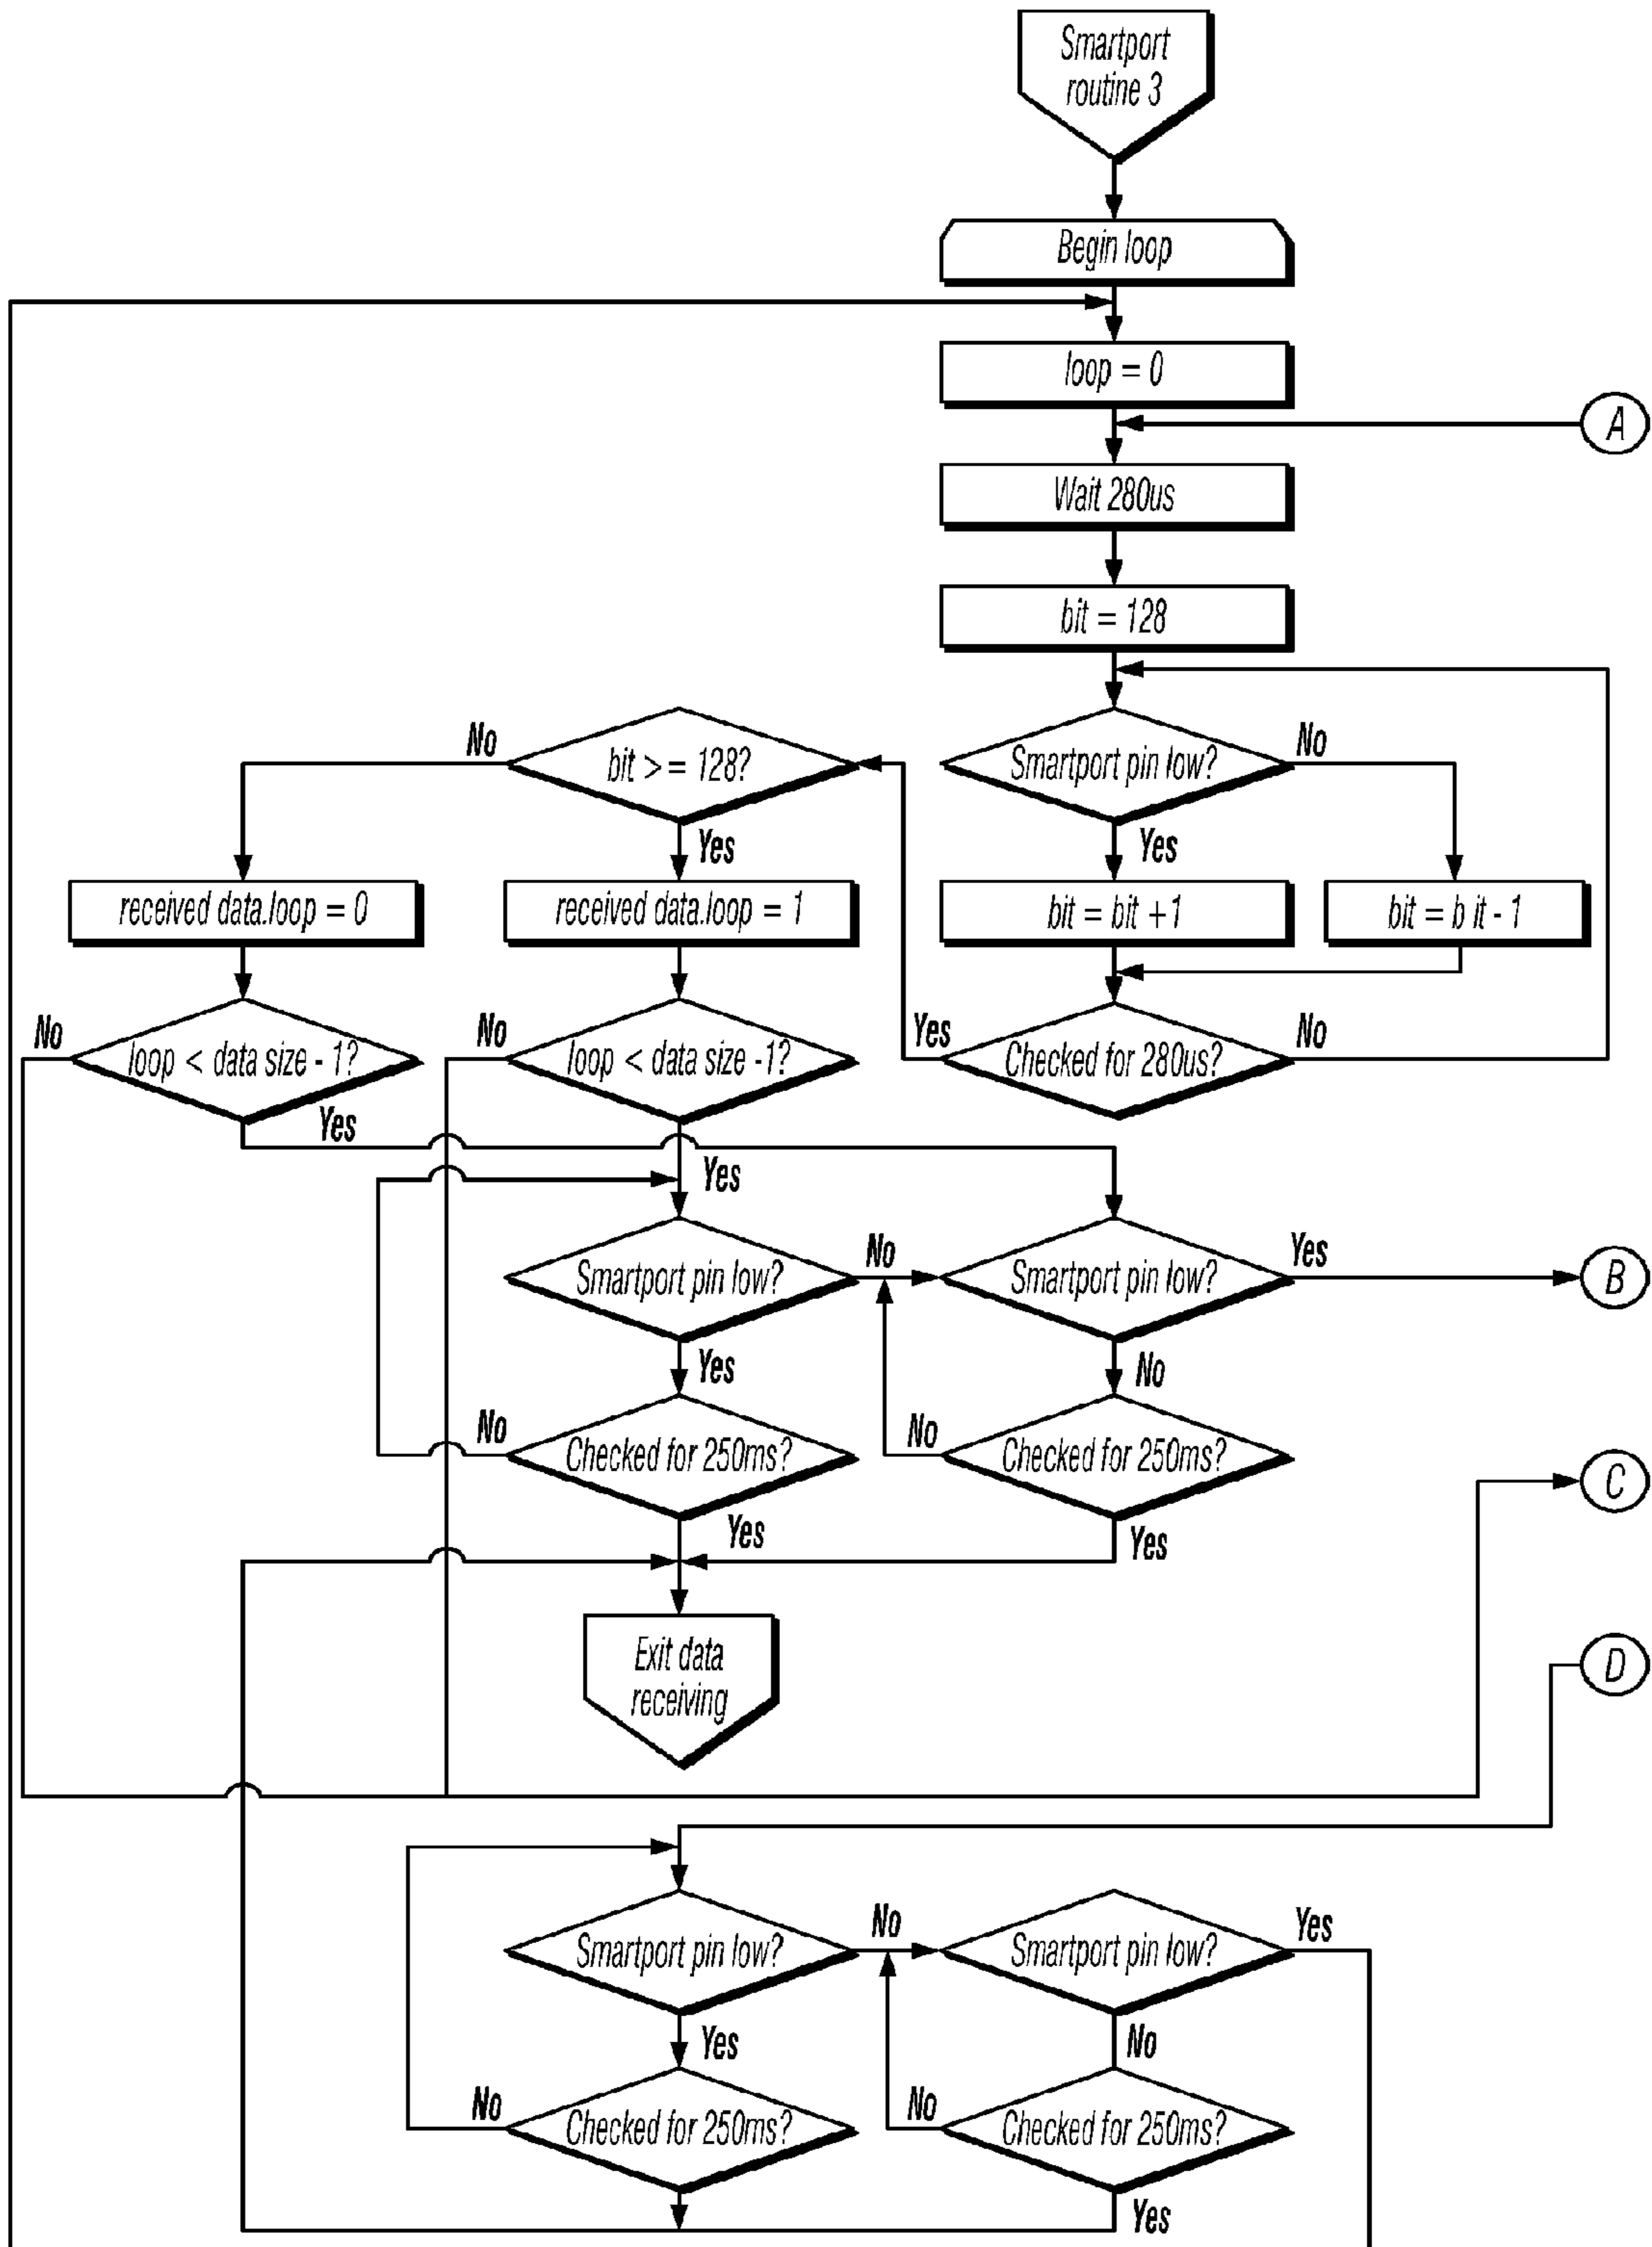 Smartport
routine 3
Begin loop
loop = 0
A
Wait 280us
bit = 128
No
bit > = 128?
Smartport pin low?
No
Yes
Yes
received data.loop = 0
received data.loop = 1
bit = bit +1
bit = b it - 1
No
loop < data size - 1?
No
loop < data size -1?
Yes
Checked for 280us?
No
Yes
Yes
Smartport pin low?
No
Smartport pin low?
Yes
B
Yes
No
No
Checked for 250ms?
No
Checked for 250ms?
C
Yes
Yes
Exit data
receiving
D
Smartport pin low?
No
Smartport pin low?
Yes
Yes
No
No
Checked for 250ms?
No
Checked for 250ms?
Yes